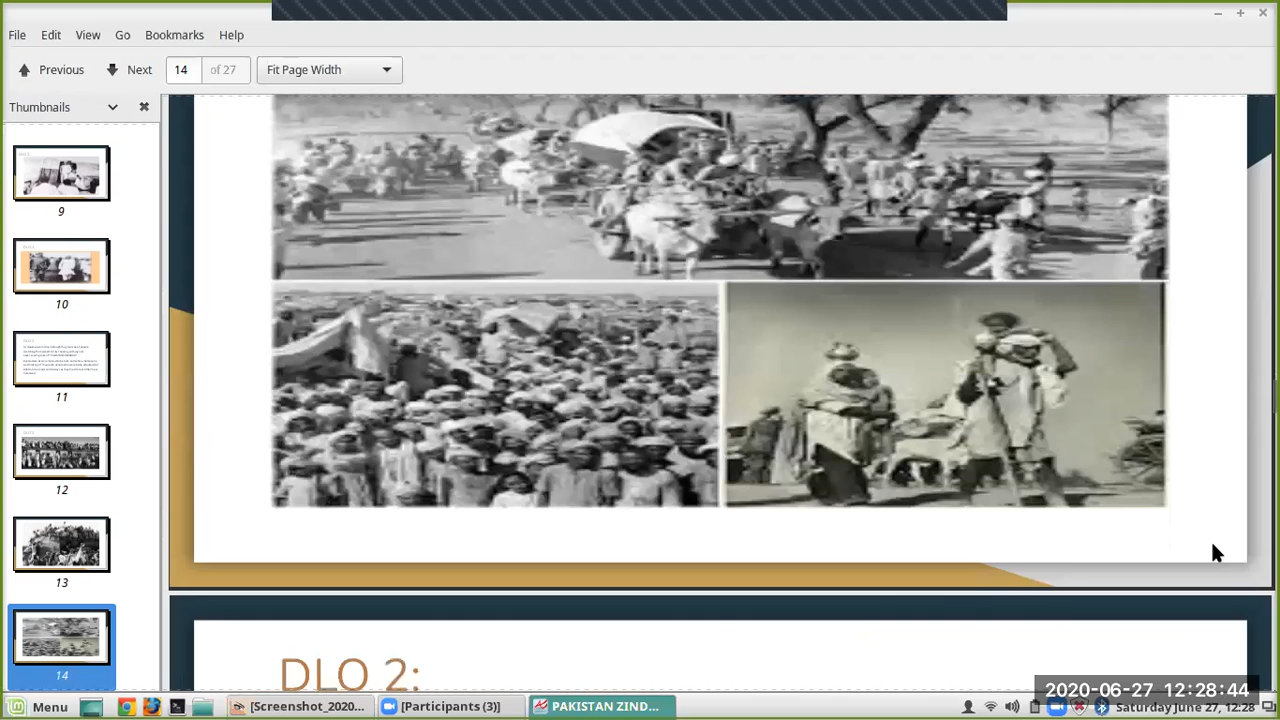 File Edit View Go Bookmarks Help
Previous Next 14 of 27 Fit Page Width
Thumbnails
9
10
11
12
13
14
DLO 2:
2020-06-27 12:28:44
Menu [Screenshot_2020... [Participants (3)] PAKISTAN ZIND... Saturday June 27, 12:28